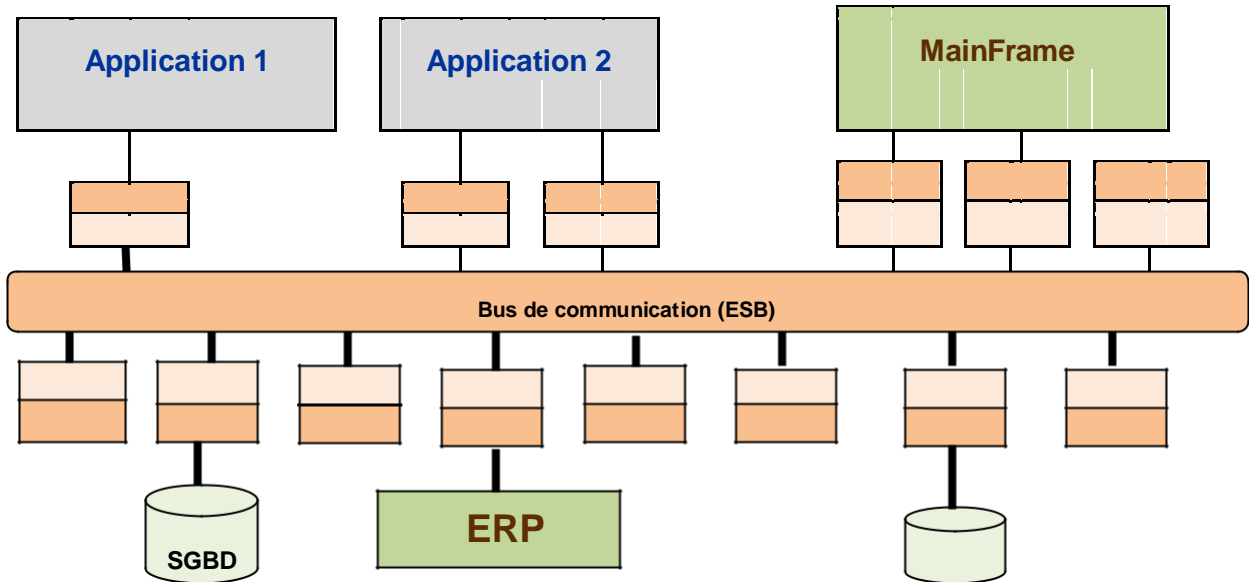 Application 1
Application 2
MainFrame
Bus de communication (ESB)
SGBD
ERP